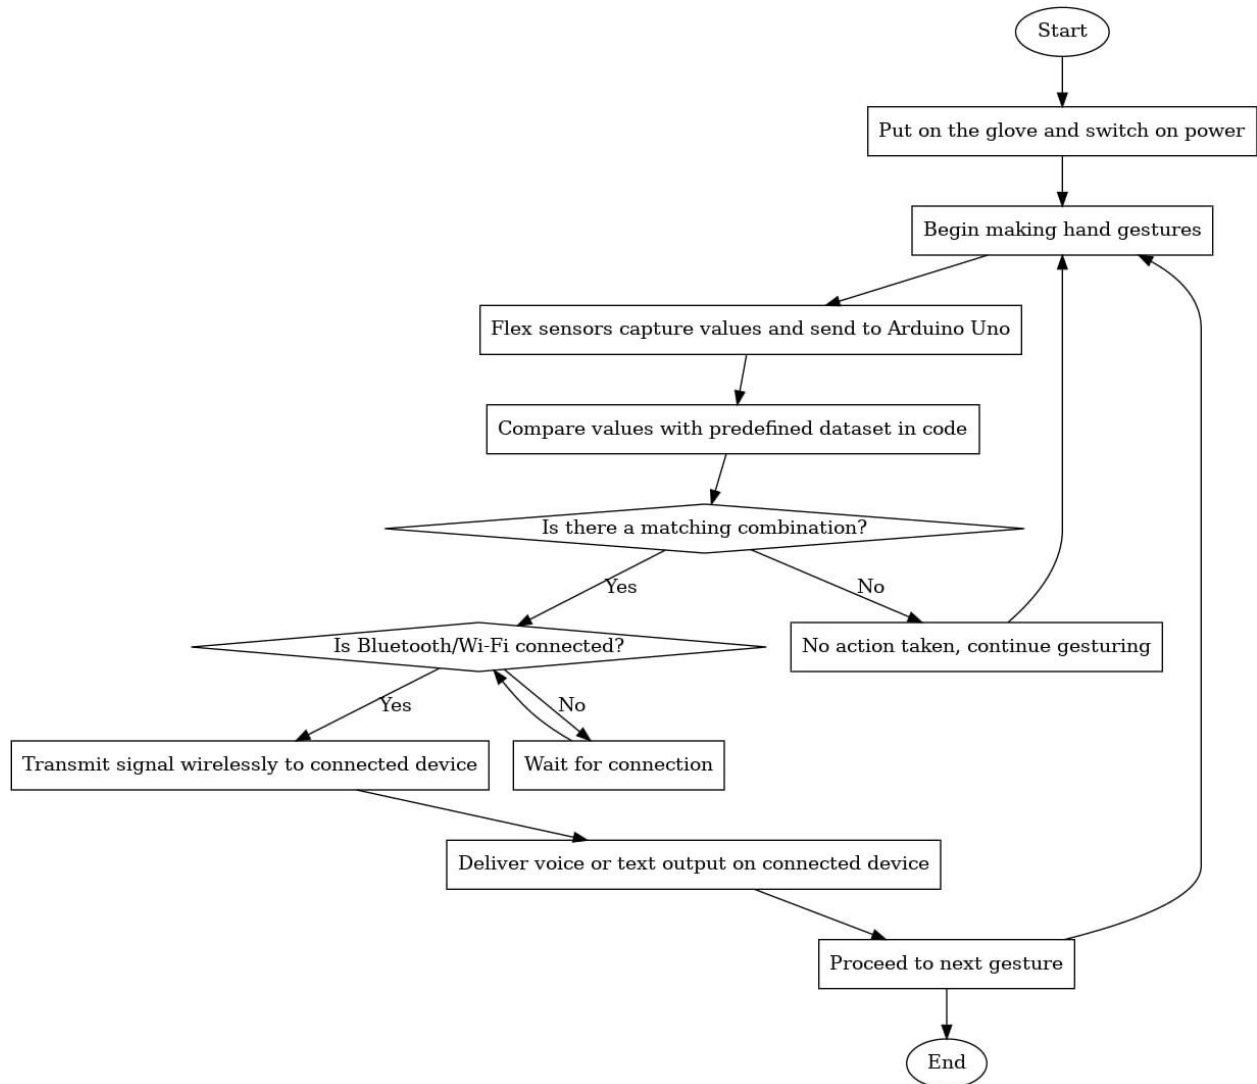 Start
Put on the glove and switch on power
Begin making hand gestures
Flex sensors capture values and send to Arduino Uno
Compare values with predefined dataset in code
Is there a matching combination?
Yes
No
Is Bluetooth/Wi-Fi connected?
No action taken, continue gesturing
Yes
No
Transmit signal wirelessly to connected device
Wait for connection
Deliver voice or text output on connected device
Proceed to next gesture
End